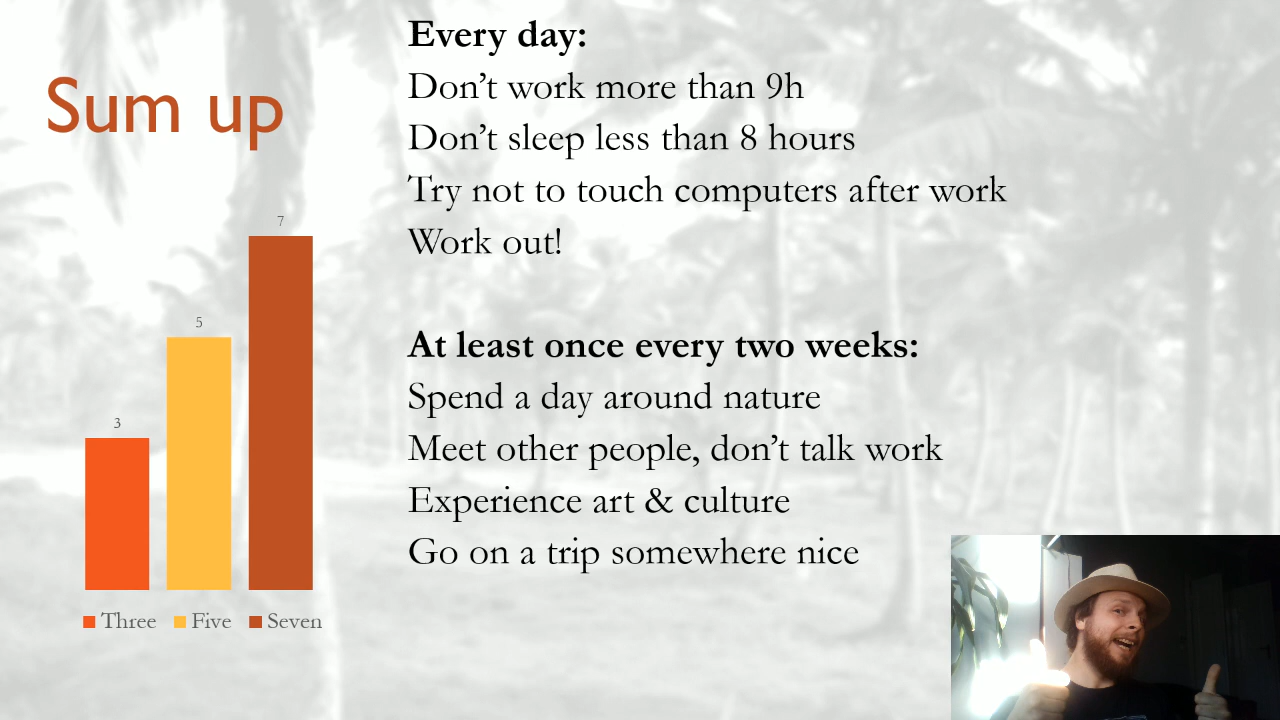 Sum up
Every day:
Don’t work more than 9h
Don’t sleep less than 8 hours
Try not to touch computers after work
Work out!
At least once every two weeks:
Spend a day around nature
Meet other people, don’t talk work
Experience art & culture
Go on a trip somewhere nice
7
5
3
Three Five Seven